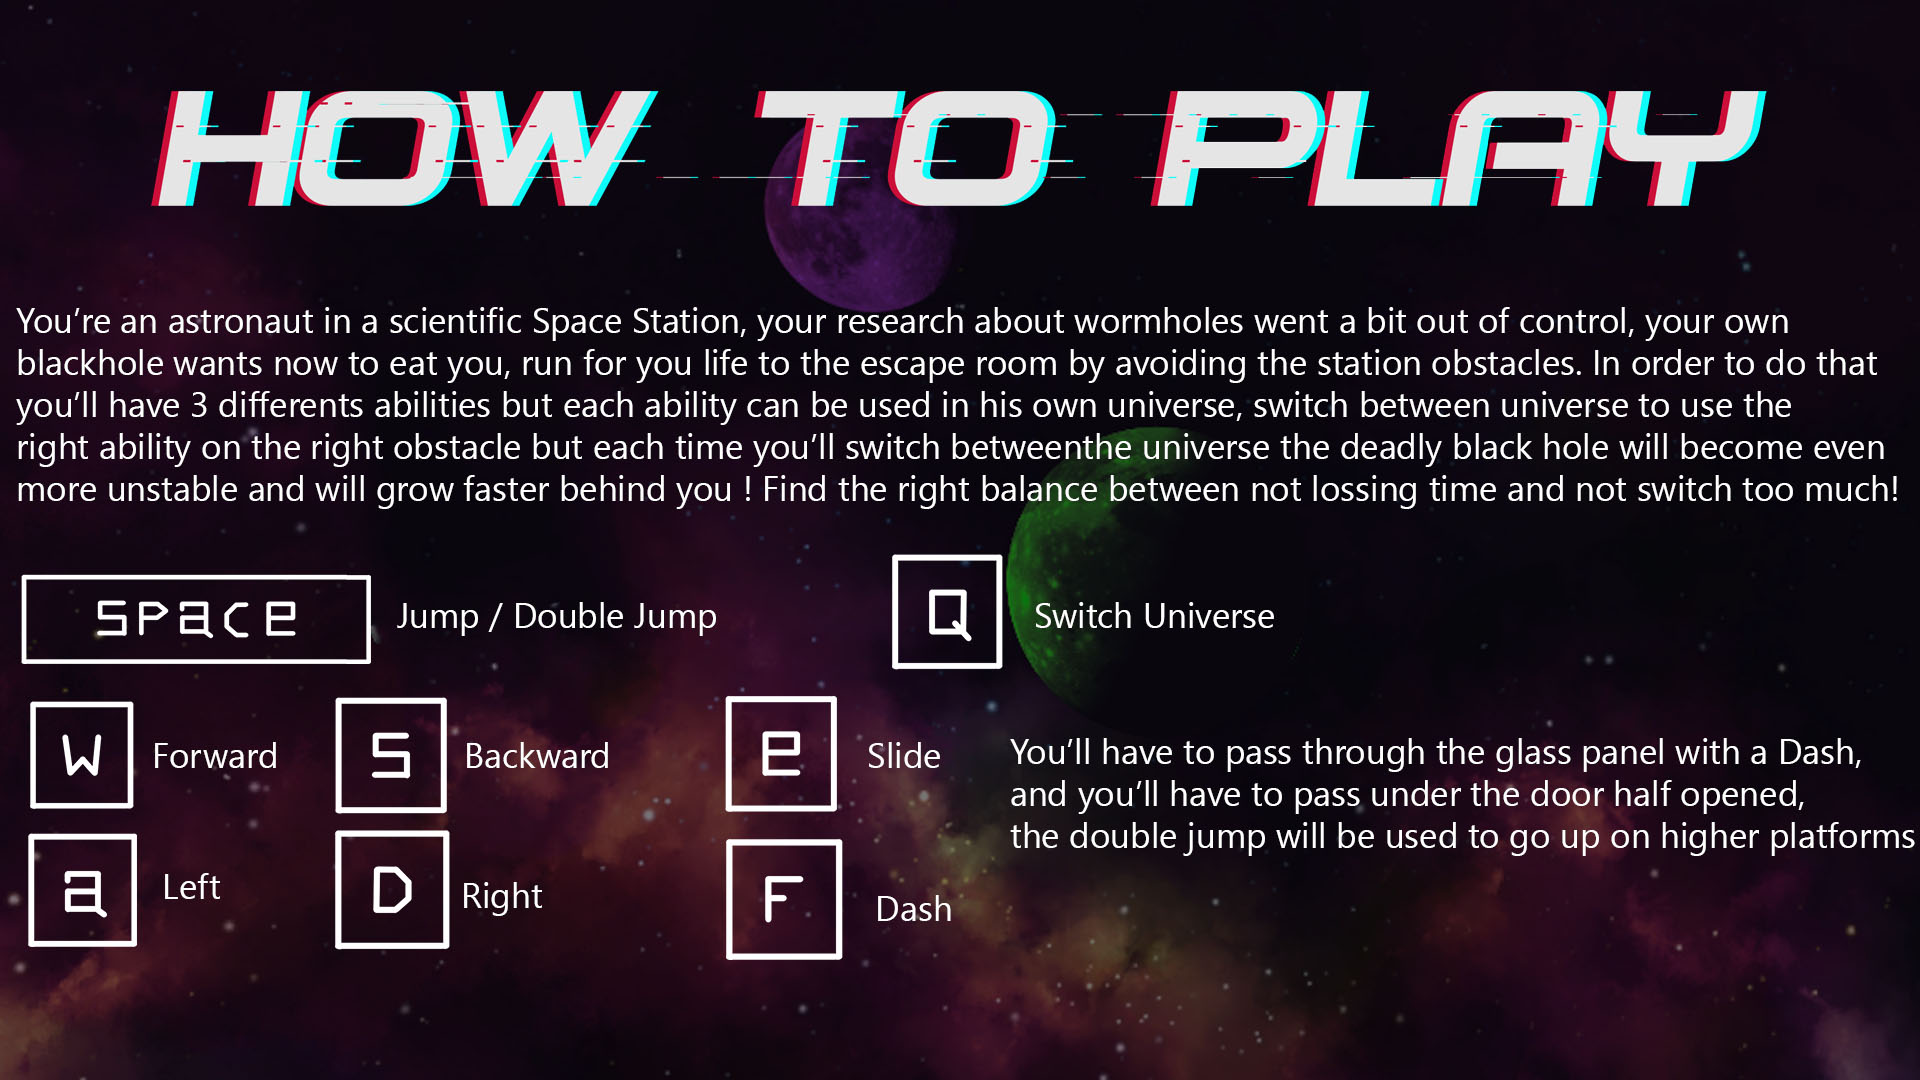 HOW TO PLAY
You're an astronaut in a scientific Space Station, your research about wormholes went a bit out of control, your own
blackhole wants now to eat you, run for you life to the escape room by avoiding the station obstacles. In order to do that
you'll have 3 differents abilities but each ability can be used in his own universe, switch between universe to use the
right ability on the right obstacle but each time you'll switch betweenthe universe the deadly black hole will become even
more unstable and will grow faster behind you ! Find the right balance between not lossing time and not switch too much!
SPace Jump / Double Jump
Q Switch Universe
W Forward
S Backward
e Slide
a Left
D Right
F Dash
You'll have to pass through the glass panel with a Dash,
and you'll have to pass under the door half opened,
the double jump will be used to go up on higher platforms